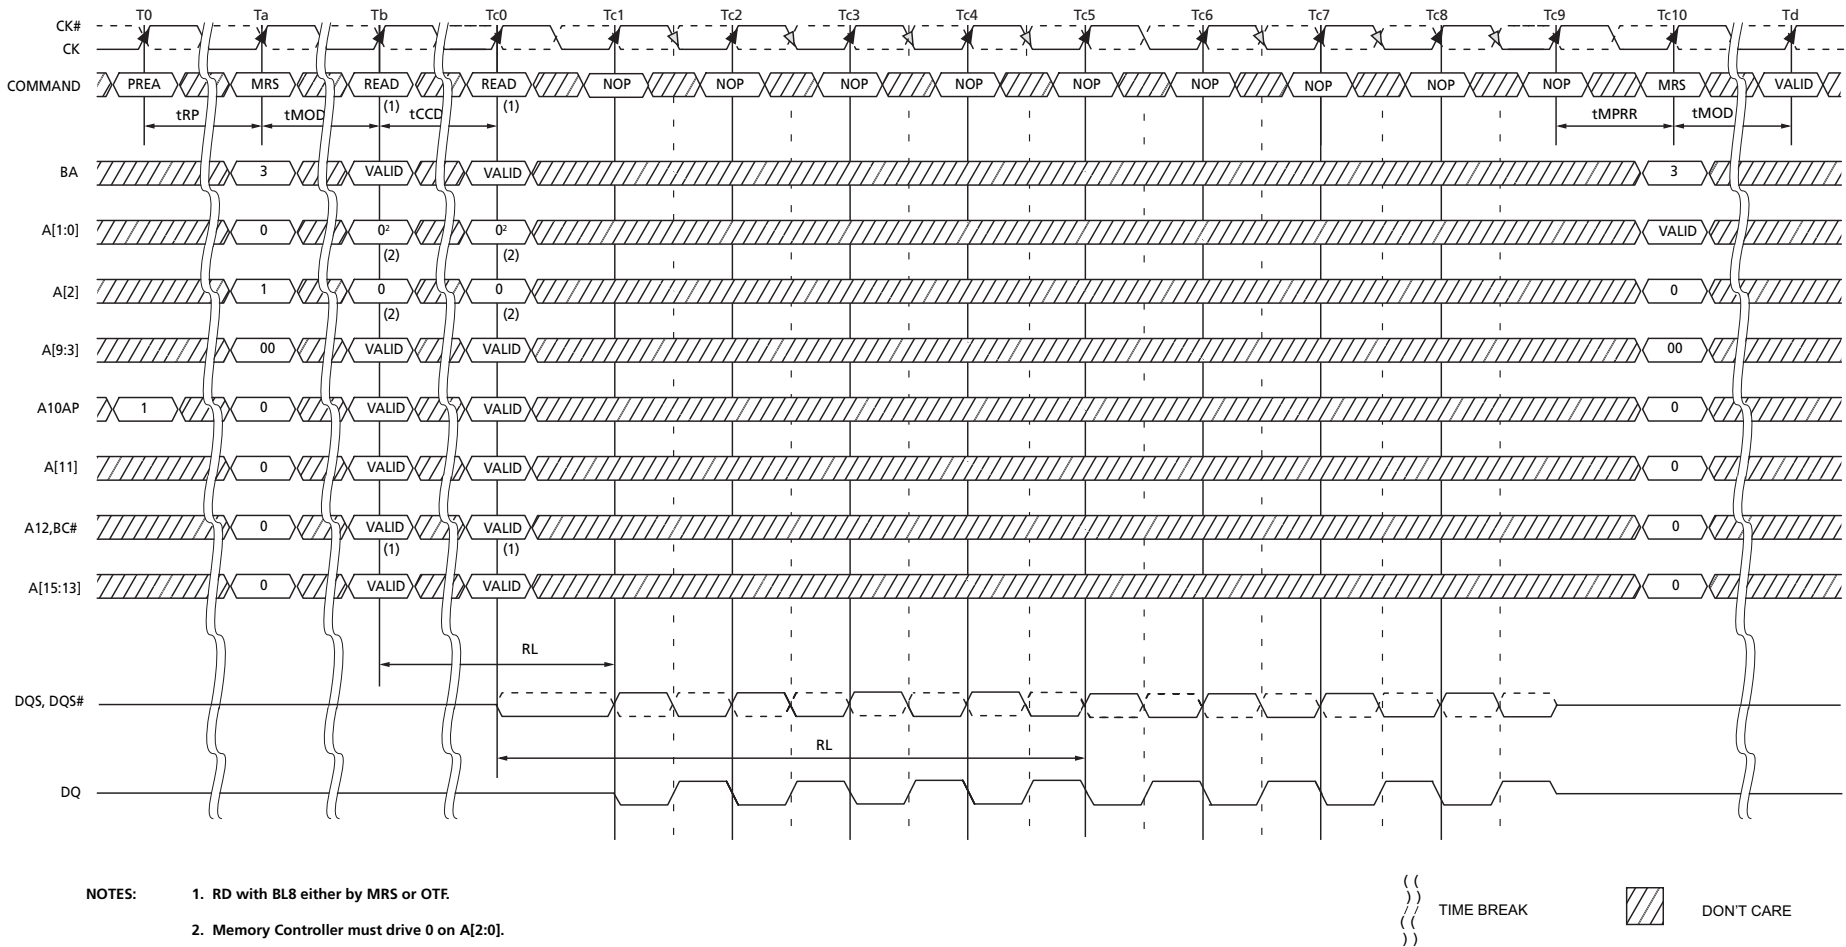 T0 Ta Tb Tc0 Tc1 Tc2 Tc3 Tc4 Tc5 Tc6 Tc7 Tc8 Tc9 Tc10 Td
CK#
CK
COMMAND PREA MRS READ READ NOP NOP NOP NOP NOP NOP NOP NOP NOP MRS VALID
(1) (1)
tRP tMOD tCCD tMPRR tMOD
BA 3 VALID VALID 3
A[1:0] 0 0² 0² VALID
(2) (2)
A[2] 1 0 0 0
(2) (2)
A[9:3] 00 VALID VALID 00
A10AP 1 0 VALID VALID 0
A[11] 0 VALID VALID 0
A12,BC# 0 VALID VALID 0
(1) (1)
A[15:13] 0 VALID VALID 0
RL
DQS, DQS#
RL
DQ
NOTES: 1. RD with BL8 either by MRS or OTF.
2. Memory Controller must drive 0 on A[2:0].
TIME BREAK DON'T CARE